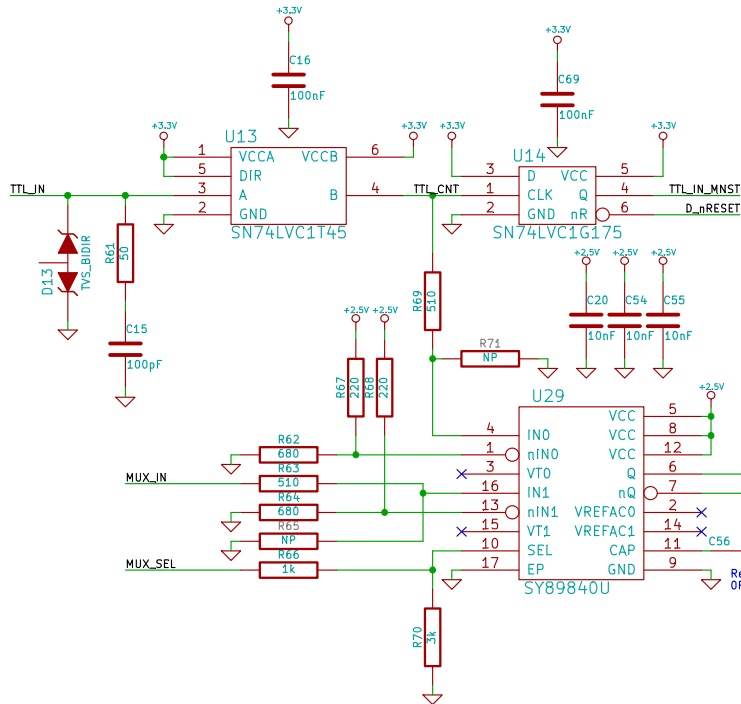 +3.3V
C16
100nF
+3.3V
C69
100nF
+3.3V
+3.3V
+3.3V
+3.3V
U13
1 VCCA VCCB 6
5 DIR
TTL_IN 3 A B 4
2 GND
SN74LVC1T45
U14
3 D VCC 5
TTL_CNT 1 CLK Q 4 TTL_IN_MNST
2 GND nR 6 D_nRESET
SN74LVC1G175
D13
TVS_BIDIR
R61
50
C15
100pF
R69
510
+2.5V +2.5V +2.5V
C20 C54 C55
10nF 10nF 10nF
+2.5V +2.5V
R67
220
R68
220
R71
NP
+2.5V
U29
VCC 5
4 IN0 VCC 8
1 nIN0 VCC 12
3 VT0 Q 6
16 IN1 nQ 7
13 nIN1 VREFAC0 2
15 VT1 VREFAC1 14
10 SEL CAP 11
17 EP GND 9
SY89840U
C56
R62
680
MUX_IN
R63
510
R64
680
R65
NP
MUX_SEL
R66
1k
R70
3k